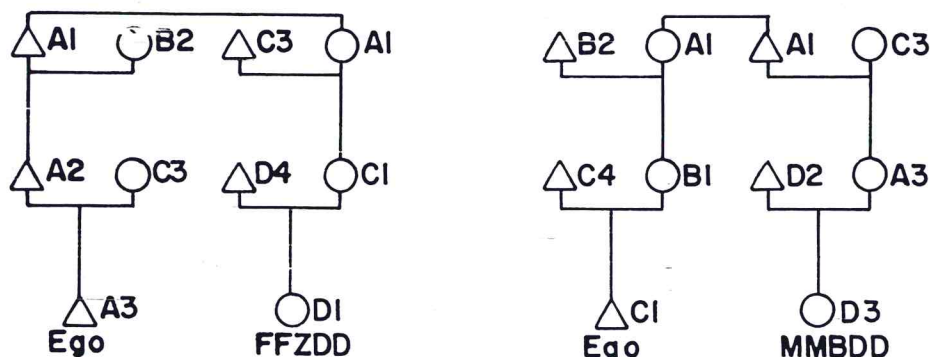 A1 B2 C3 A1 B2 A1 A1 C3
A2 C3 D4 C1 C4 B1 D2 A3
A3 D1 C1 D3
Ego FFZDD Ego MMBDD